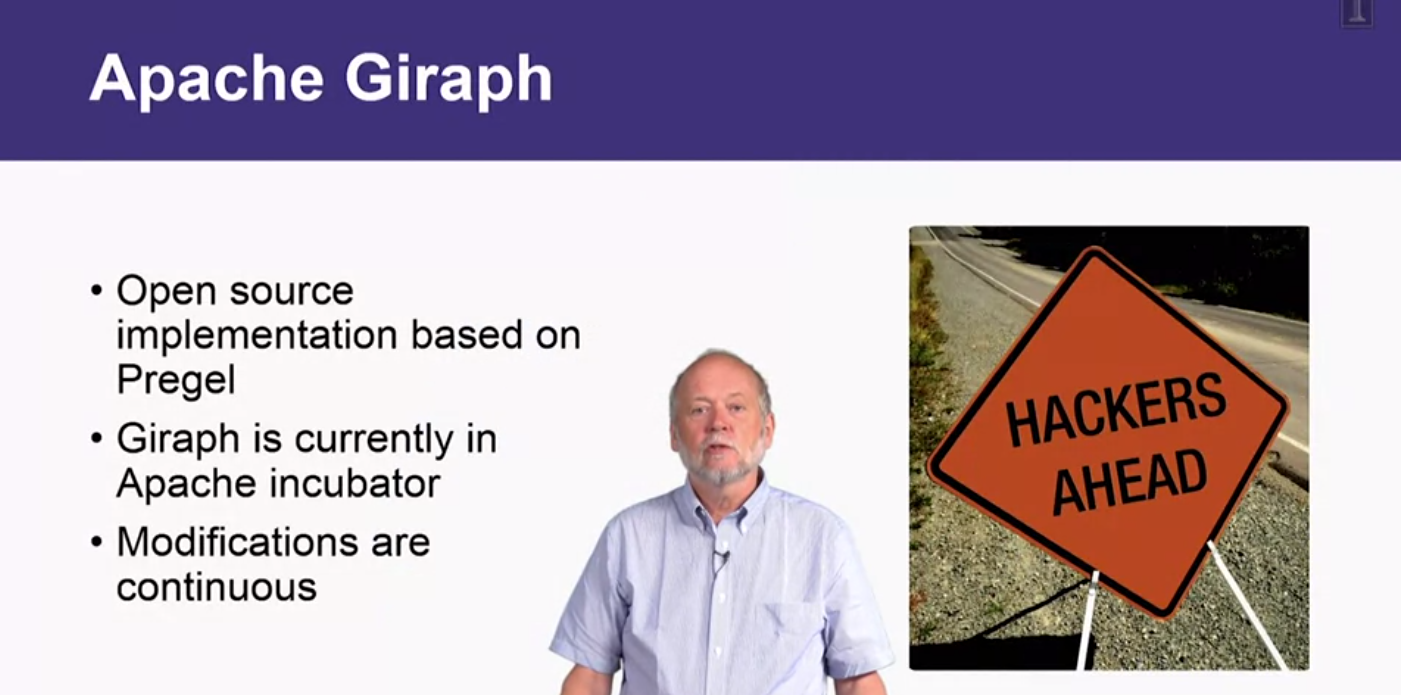 Apache Giraph
• Open source
implementation based on
Pregel
• Giraph is currently in
Apache incubator
• Modifications are
continuous
HACKERS
AHEAD